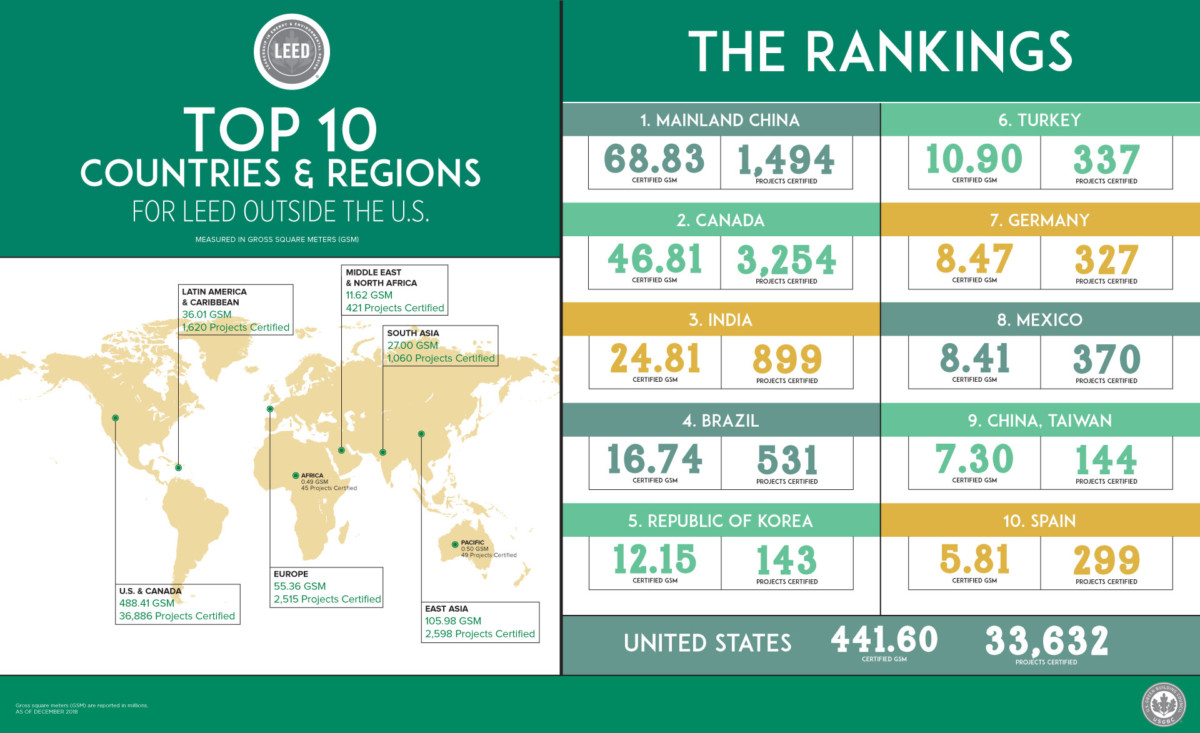 LEADERSHIP IN ENERGY & ENVIRONMENTAL DESIGN
LEED
TOP 10
COUNTRIES & REGIONS
FOR LEED OUTSIDE THE U.S.
MEASURED IN GROSS SQUARE METERS (GSM)
MIDDLE EAST
& NORTH AFRICA
11.62 GSM
421 Projects Certified
LATIN AMERICA
& CARIBBEAN
36.01 GSM
1,620 Projects Certified
SOUTH ASIA
27.00 GSM
1,060 Projects Certified
AFRICA
0.49 GSM
45 Projects Certified
PACIFIC
0.50 GSM
Projects Certified
U.S. & CANADA
488.41 GSM
36,886 Projects Certified
EUROPE
55.36 GSM
2,515 Projects Certified
EAST ASIA
105.98 GSM
2,598 Projects Certified
Gross square meters (GSM) are reported in millions.
AS OF DECEMBER 2018
THE RANKINGS
1. MAINLAND CHINA
68.83 1,494
CERTIFIED GSM PROJECTS CERTIFIED
2. CANADA
46.81 3,254
CERTIFIED GSM PROJECTS CERTIFIED
3. INDIA
24.81 899
CERTIFIED GSM PROJECTS CERTIFIED
4. BRAZIL
16.74 531
CERTIFIED GSM PROJECTS CERTIFIED
5. REPUBLIC OF KOREA
12.15 143
CERTIFIED GSM PROJECTS CERTIFIED
6. TURKEY
10.90 337
CERTIFIED GSM PROJECTS CERTIFIED
7. GERMANY
8.47 327
CERTIFIED GSM PROJECTS CERTIFIED
8. MEXICO
8.41 370
CERTIFIED GSM PROJECTS CERTIFIED
9. CHINA, TAIWAN
7.30 144
CERTIFIED GSM PROJECTS CERTIFIED
10. SPAIN
5.81 299
CERTIFIED GSM PROJECTS CERTIFIED
UNITED STATES 441.60 33,632
CERTIFIED GSM PROJECTS CERTIFIED
USGBC